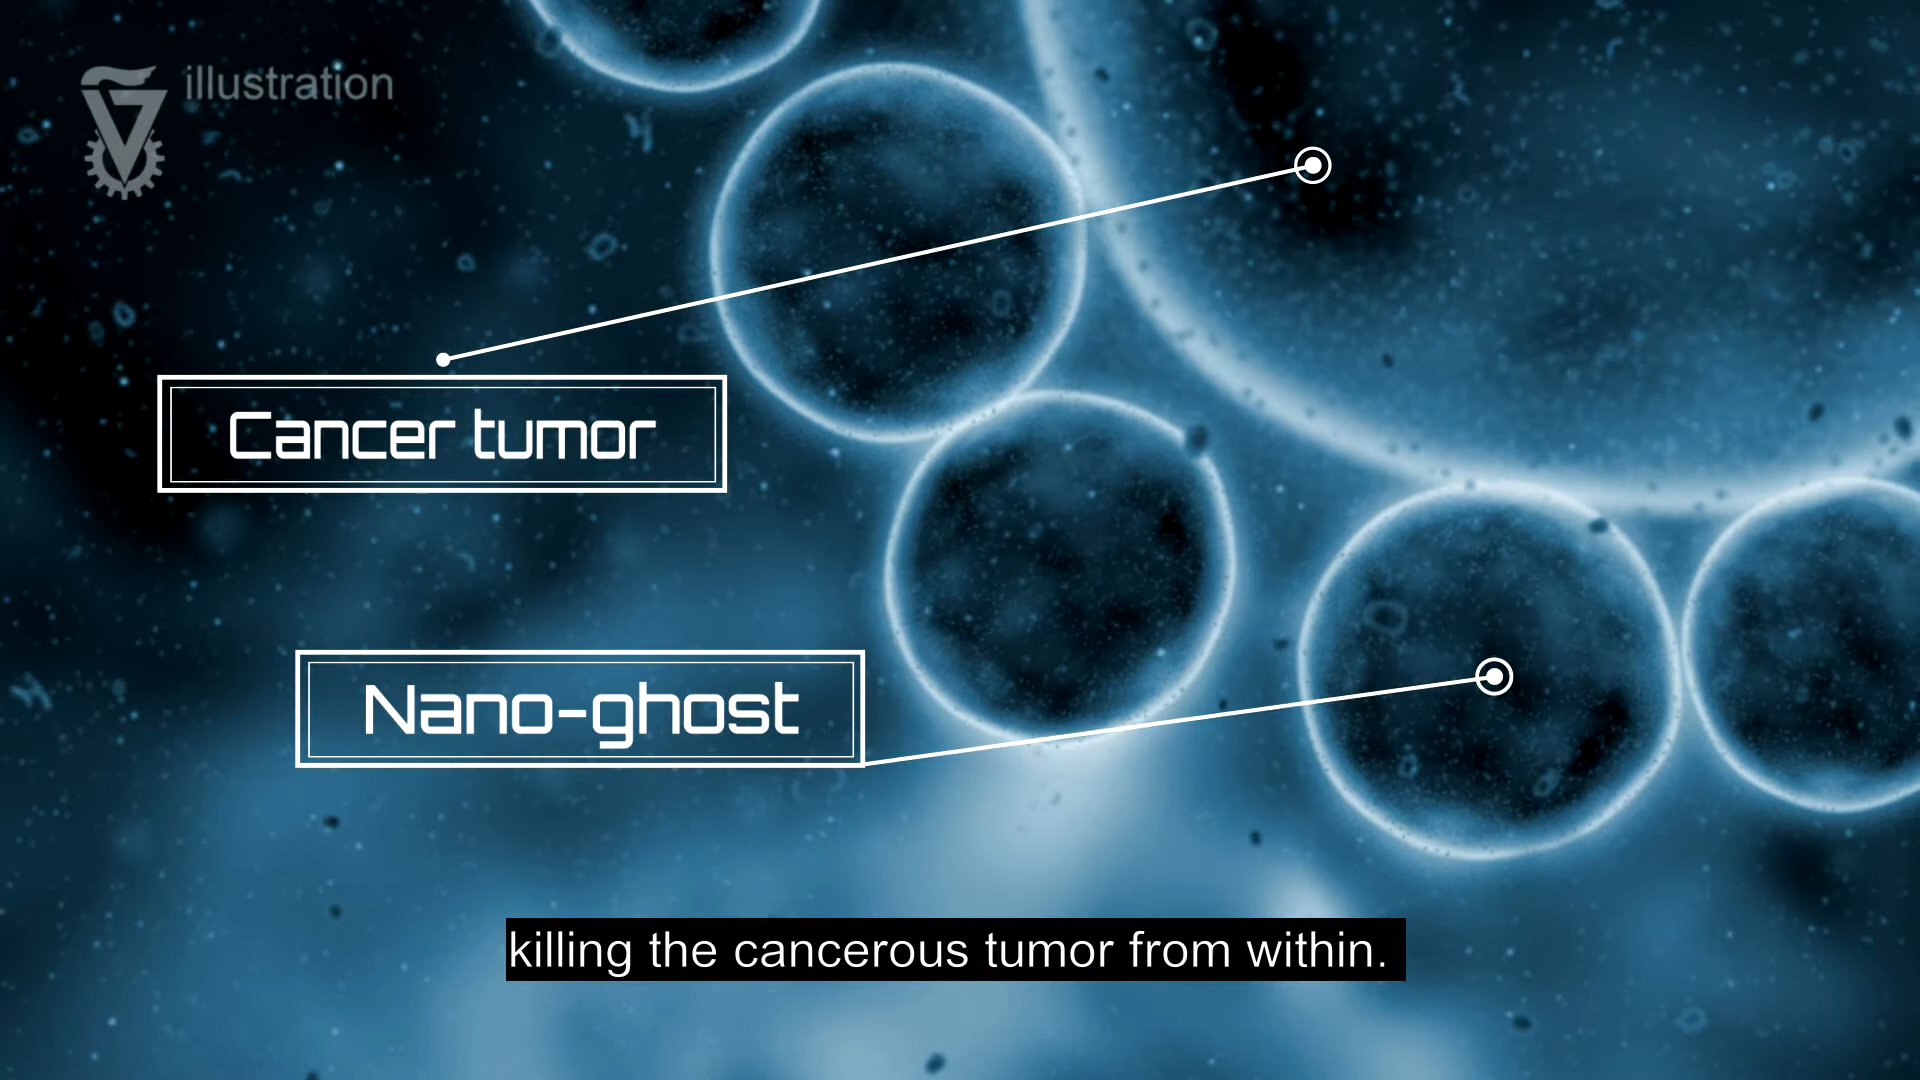 illustration
Cancer tumor
Nano-ghost
killing the cancerous tumor from within.